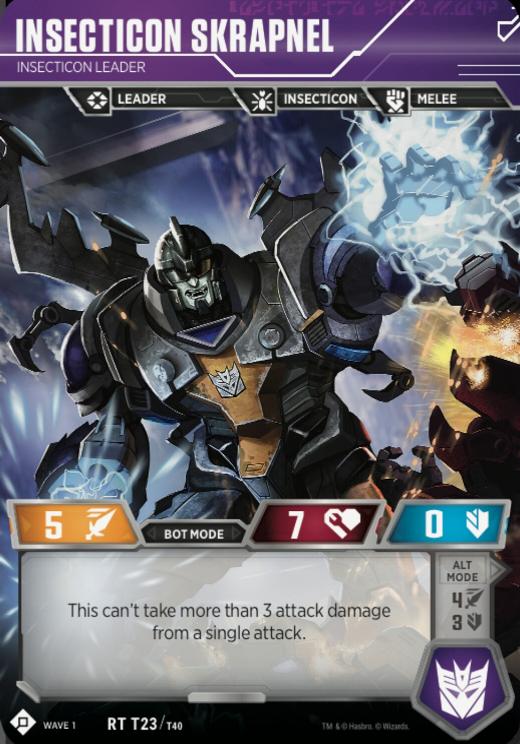 INSECTICON SKRAPNEL
INSECTICON LEADER
LEADER INSECTICON MELEE
5 BOT MODE 7 0
This can't take more than 3 attack damage
from a single attack.
ALT
MODE
4
3
WAVE 1 RT T23/T40 TM & © Hasbro. © Wizards.